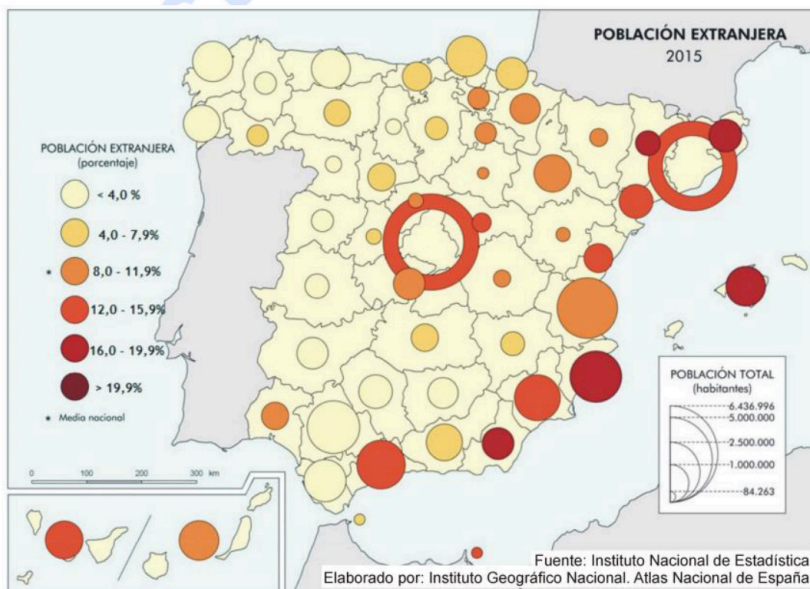 POBLACIÓN EXTRANJERA
2015
POBLACIÓN EXTRANJERA
(porcentaje)
< 4,0 %
4,0 - 7,9%
* 8,0 - 11,9%
12,0 - 15,9%
16,0 - 19,9%
> 19,9%
* Media nacional
0 100 200 300 km
POBLACIÓN TOTAL
(habitantes)
6.436.996
5.000.000
2.500.000
1.000.000
84.263
Fuente: Instituto Nacional de Estadística
Elaborado por: Instituto Geográfico Nacional. Atlas Nacional de España